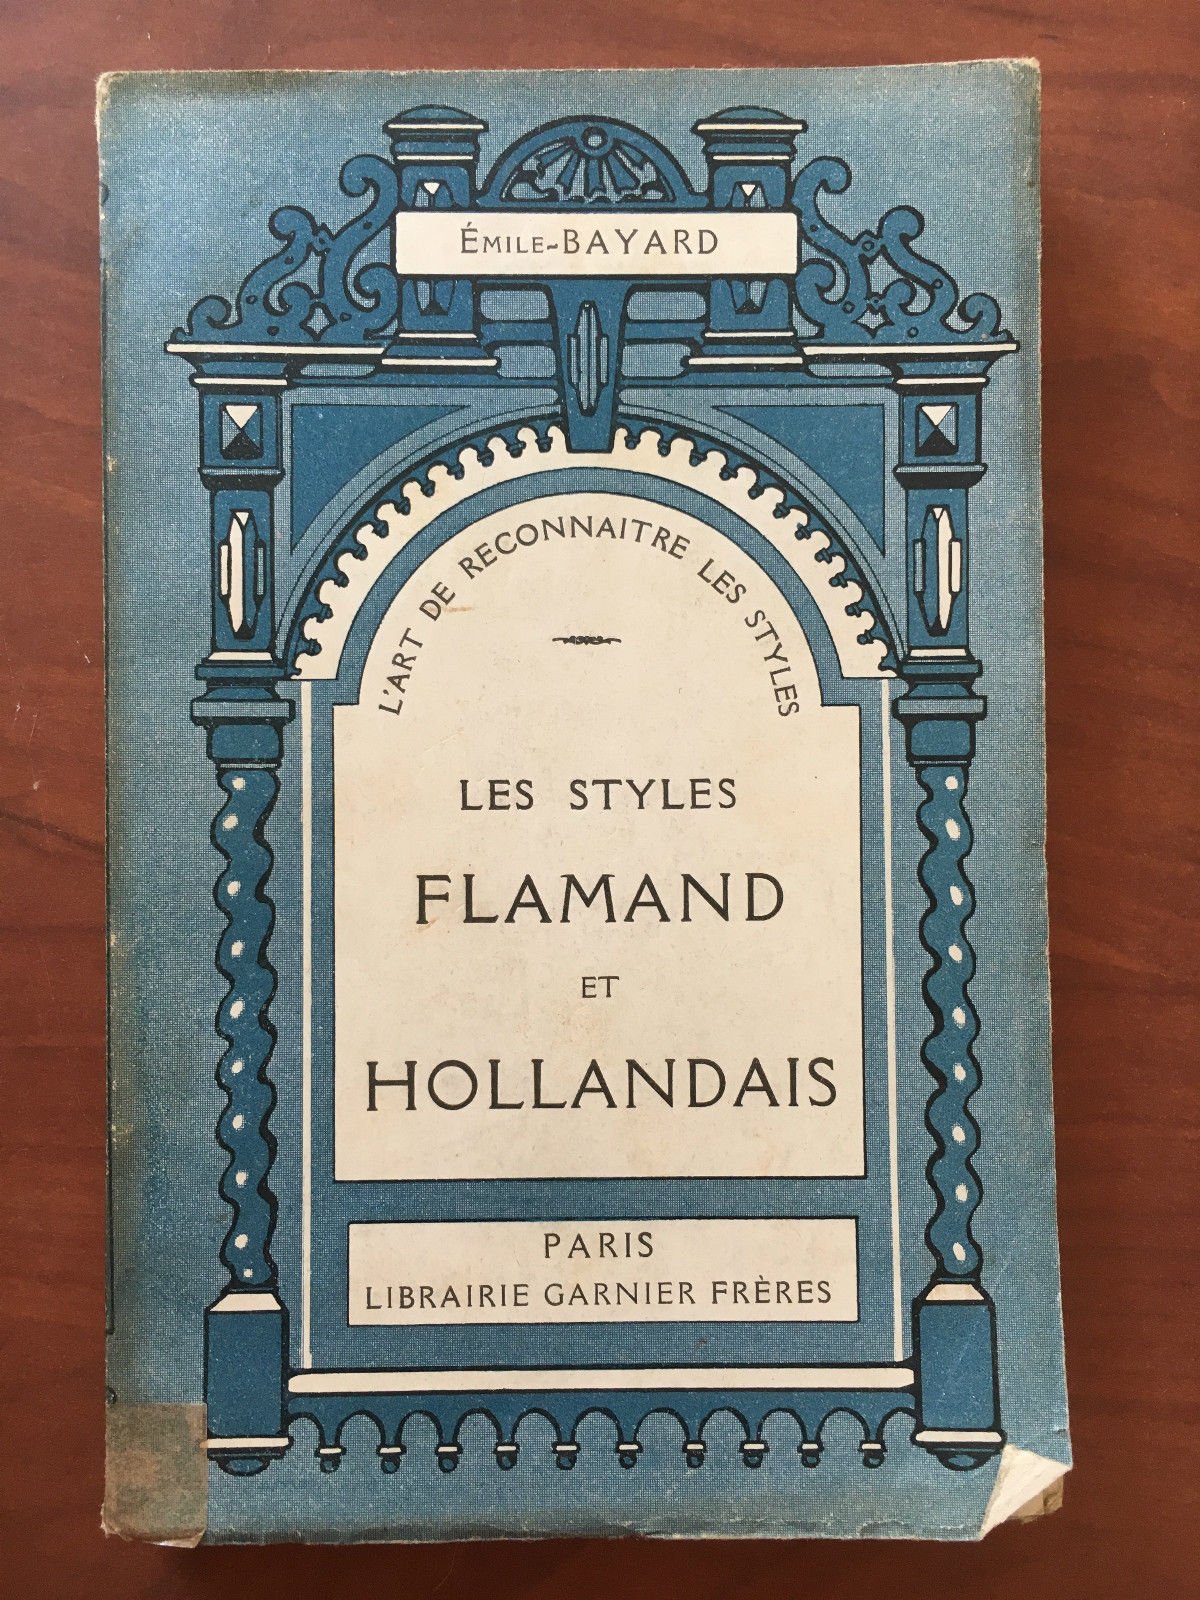 Émile-BAYARD
L'ART DE RECONNAITRE LES STYLES
LES STYLES
FLAMAND
ET
HOLLANDAIS
PARIS
LIBRAIRIE GARNIER FRÈRES